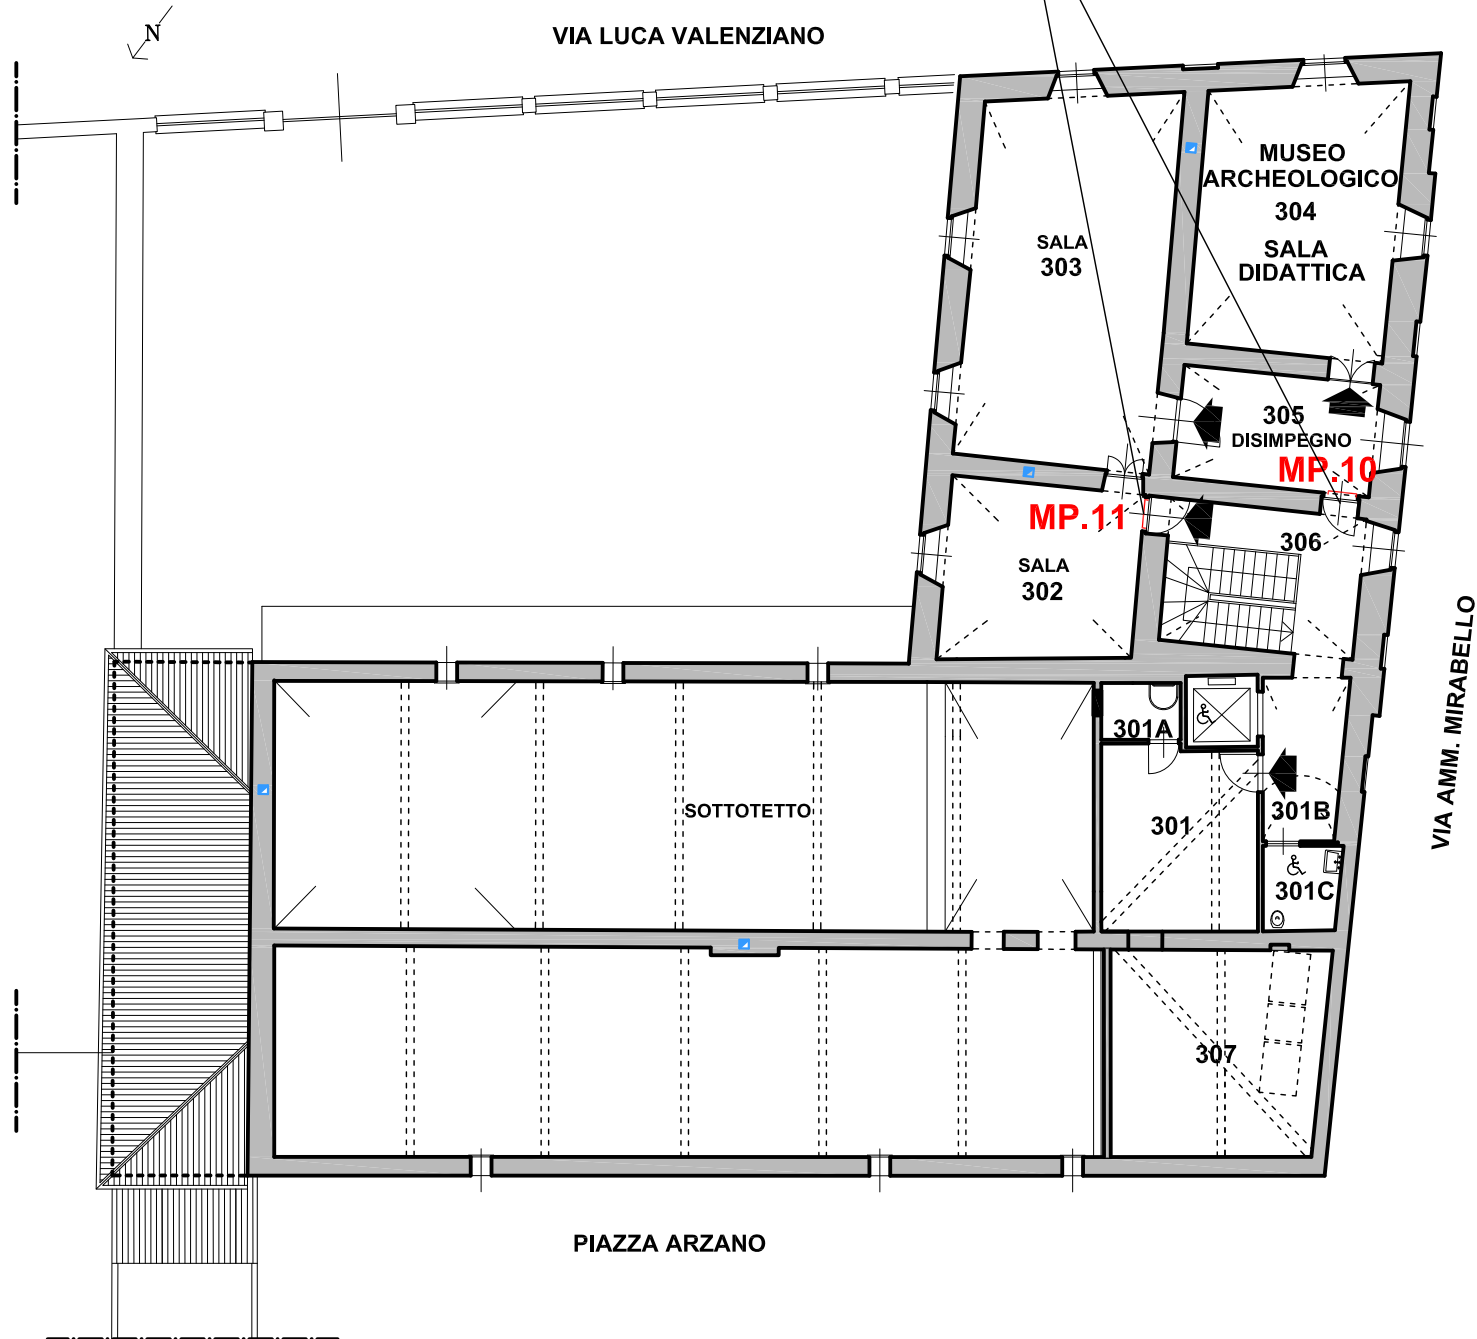 N
VIA LUCA VALENZIANO
MUSEO
ARCHEOLOGICO
304
SALA
DIDATTICA
SALA
303
305
DISIMPEGNO
MP.10
MP.11
306
SALA
302
VIA AMM. MIRABELLO
301A
SOTTOTETTO
301
301B
301C
307
PIAZZA ARZANO